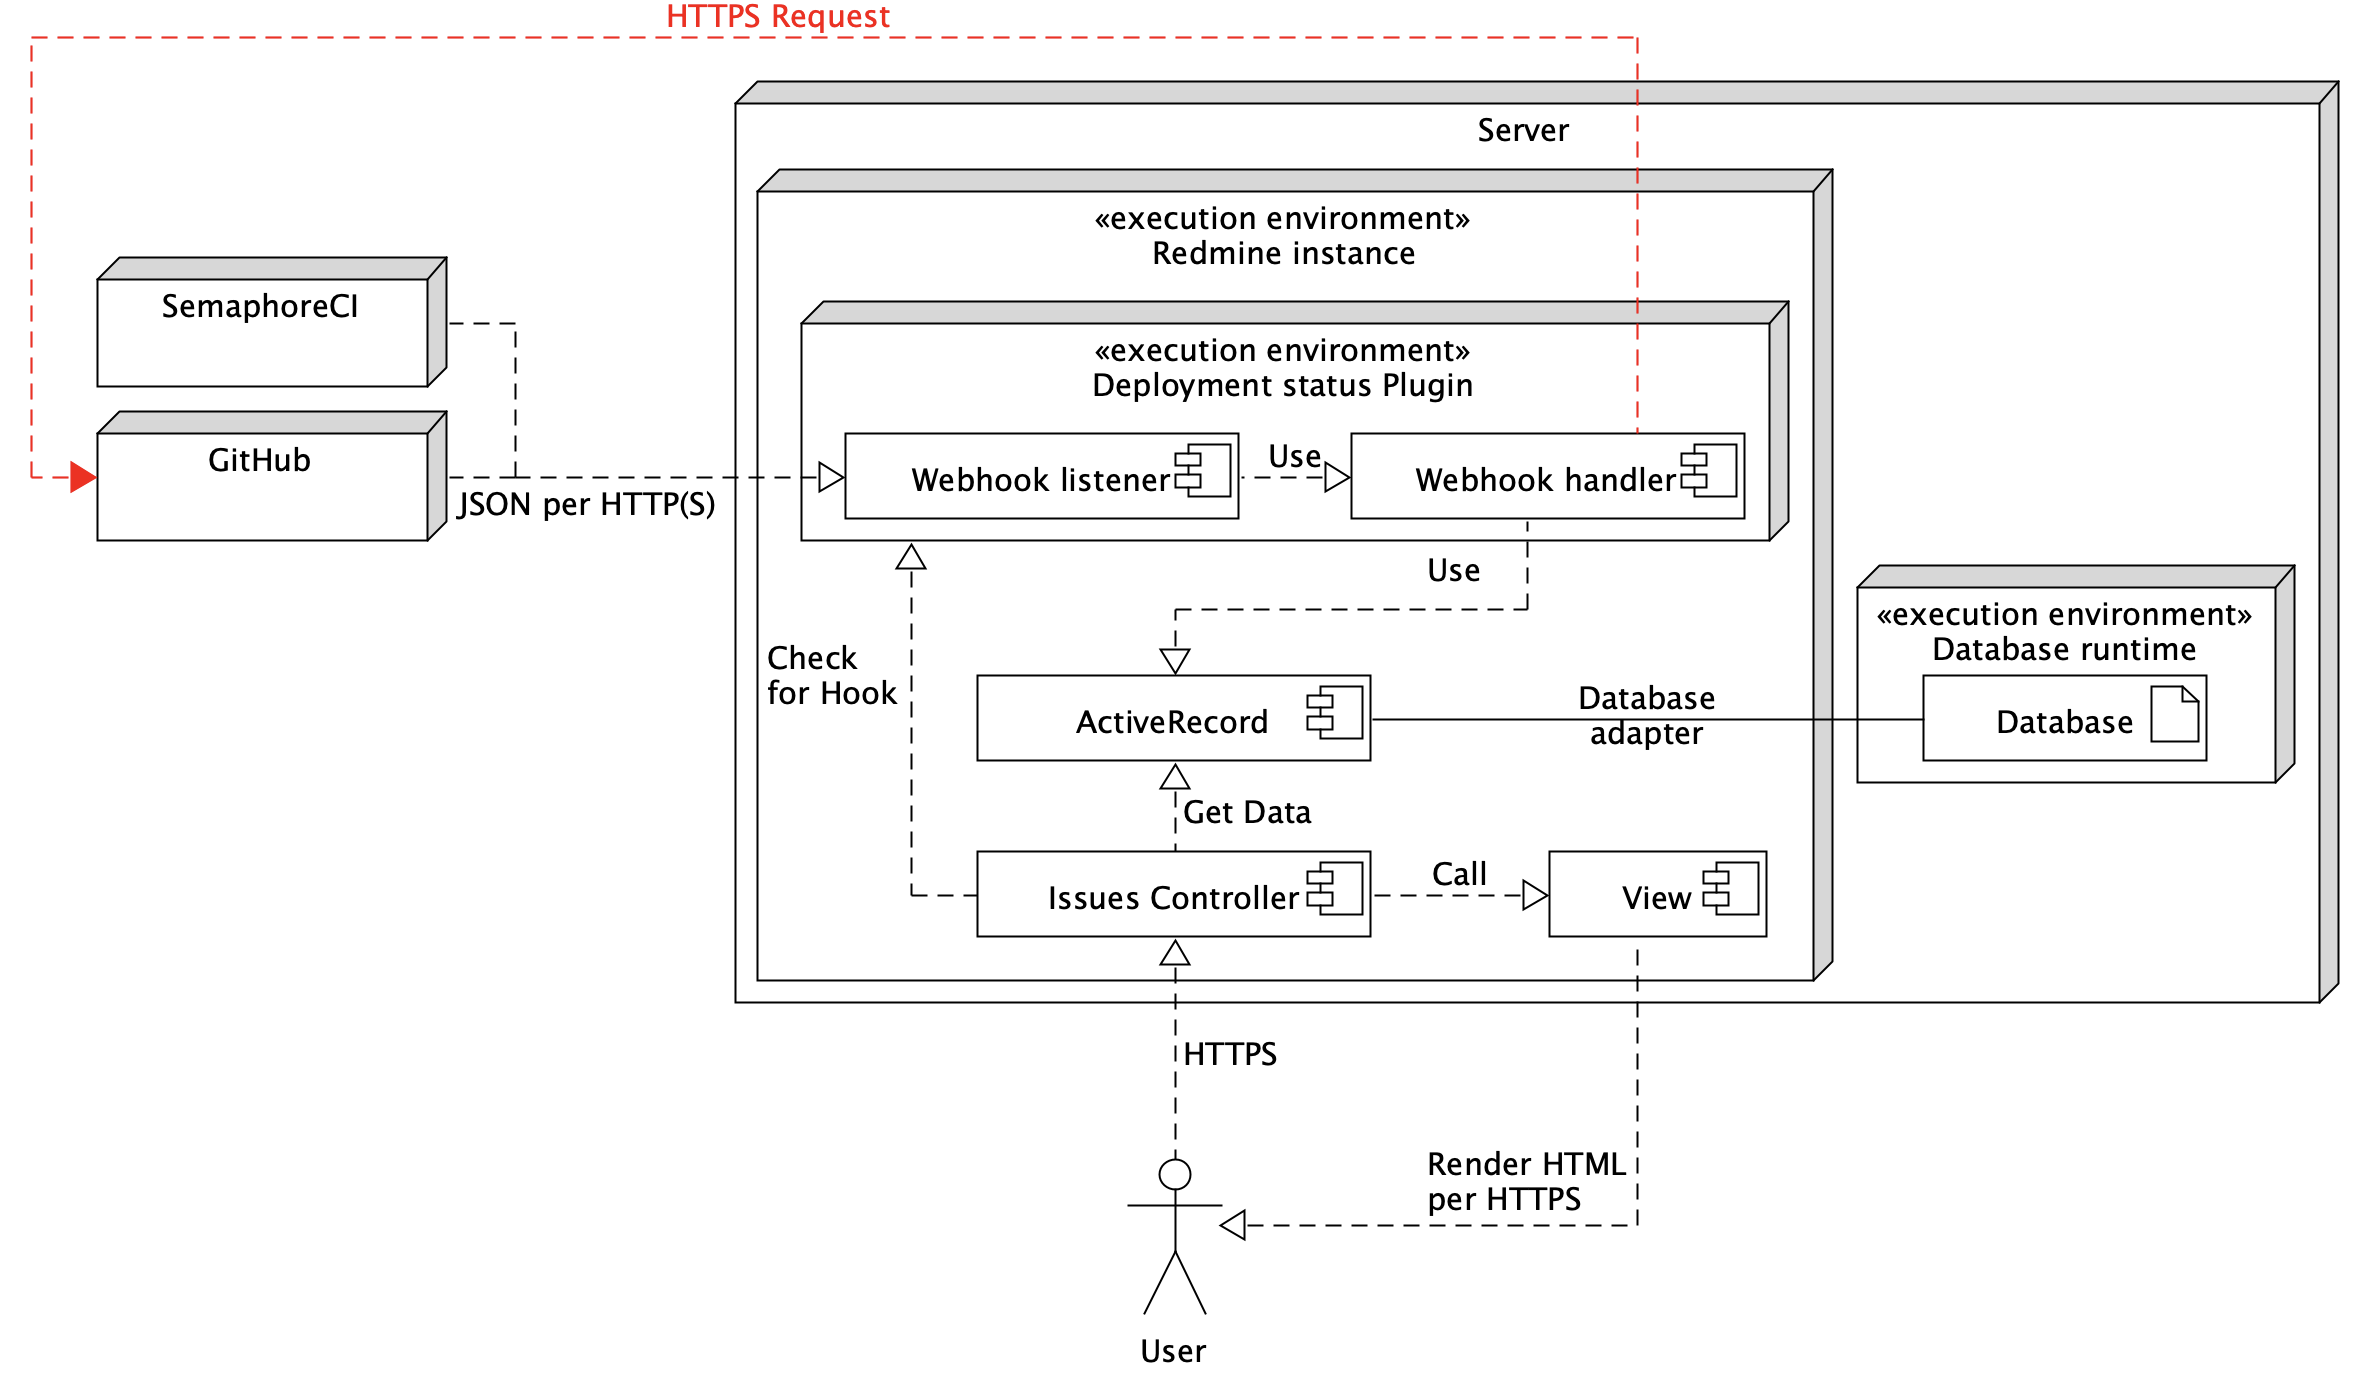 HTTPS Request
Server
«execution environment»
Redmine instance
SemaphoreCI
«execution environment»
Deployment status Plugin
GitHub
JSON per HTTP(S)
Webhook listener
Use
Webhook handler
Use
«execution environment»
Database runtime
Check
for Hook
ActiveRecord
Database
adapter
Database
Get Data
Issues Controller
Call
View
HTTPS
Render HTML
per HTTPS
User